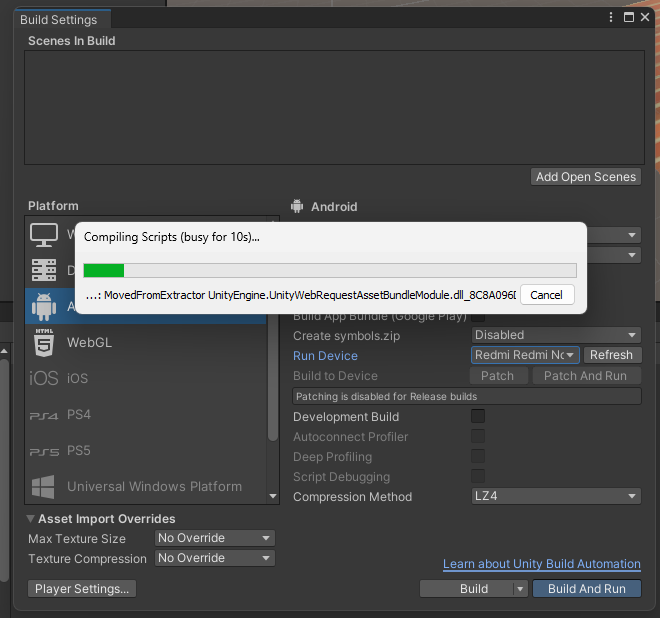 Build Settings
Scenes In Build
Add Open Scenes
Platform
Android
Compiling Scripts (busy for 10s)...
...: MovedFromExtractor UnityEngine.UnityWebRequestAssetBundleModule.dll_8C8A096
Cancel
Build App Bundle (Google Play)
Create symbols.zip
Disabled
HTML
WebGL
Run Device
Redmi Redmi No
Refresh
iOS iOS
Build to Device
Patch
Patch And Run
Patching is disabled for Release builds
PS4 PS4
Development Build
Autoconnect Profiler
PS5 PS5
Deep Profiling
Script Debugging
Universal Windows Platform
Compression Method
LZ4
Asset Import Overrides
Max Texture Size
No Override
Texture Compression
No Override
Learn about Unity Build Automation
Player Settings...
Build
Build And Run